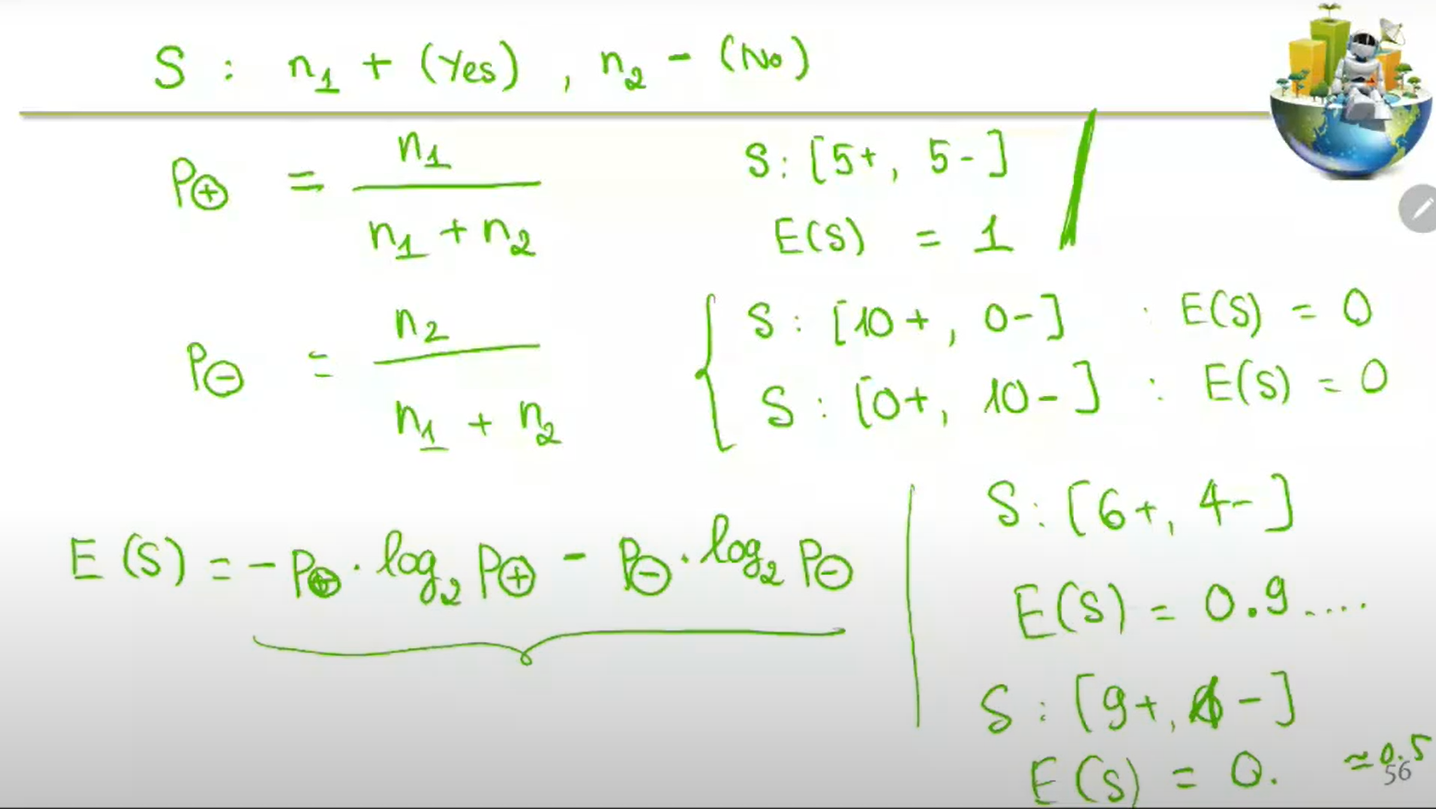 S : n₁ + (Yes) , n₂ - (No)
P⊕ = n₁ / (n₁ + n₂)
P⊖ = n₂ / (n₁ + n₂)
E(S) = -P⊕ · log₂ P⊕ - P⊖ · log₂ P⊖
S : [5+, 5-]
E(S) = 1
S : [10+, 0-] : E(S) = 0
S : [0+, 10-] : E(S) = 0
S : [6+, 4-]
E(S) = 0.9....
S : [9+, -]
E(S) = 0. ≈0.5
56